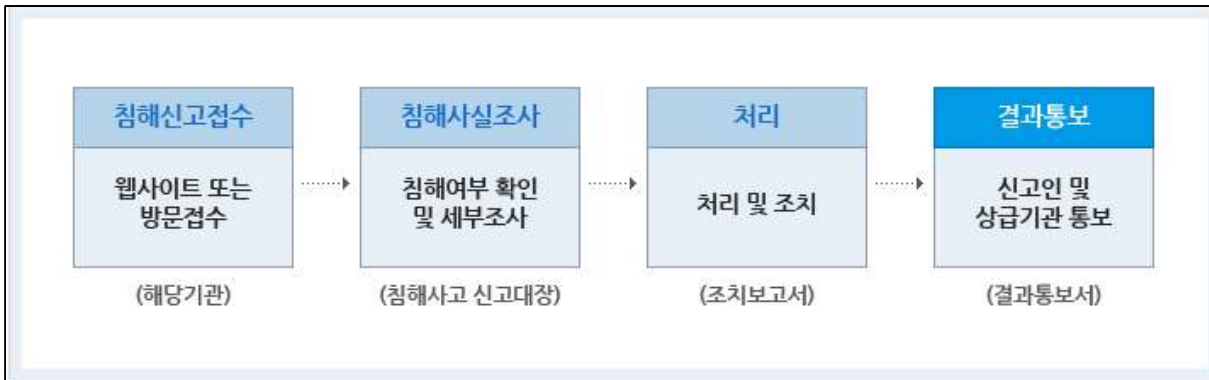 침해신고접수
웹사이트 또는
방문접수
(해당기관)
침해사실조사
침해여부 확인
및 세부조사
(침해사고 신고대장)
처리
처리 및 조치
(조치보고서)
결과통보
신고인 및
상급기관 통보
(결과통보서)